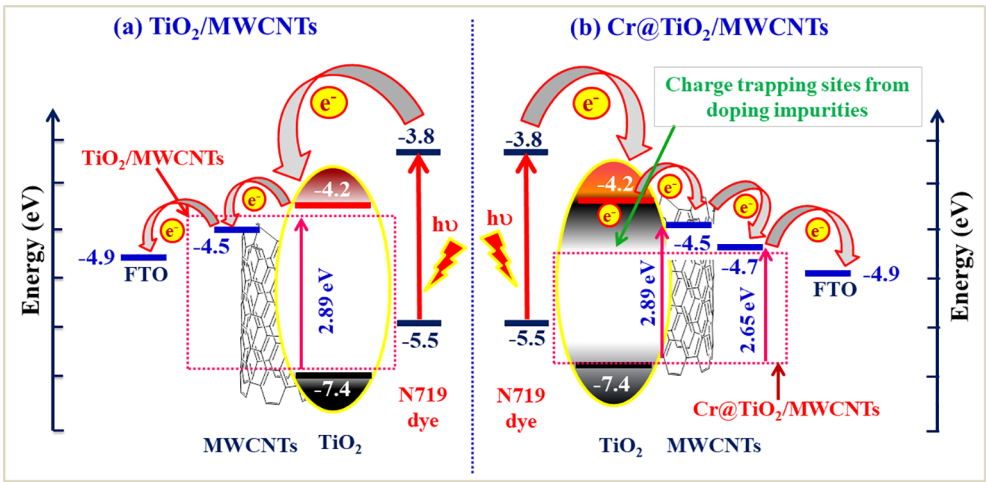 (a) TiO₂/MWCNTs
e⁻
-3.8
TiO₂/MWCNTs
-4.2
e⁻
e⁻
-4.5
-4.9
FTO
hυ
2.89 eV
-5.5
-7.4
N719
dye
MWCNTs
TiO₂
Energy (eV)
(b) Cr@TiO₂/MWCNTs
Charge trapping sites from
doping impurities
e⁻
-3.8
-4.2
e⁻
e⁻
e⁻
e⁻
-4.5
-4.7
-4.9
FTO
hυ
2.89 eV
2.65 eV
-5.5
-7.4
N719
dye
Cr@TiO₂/MWCNTs
TiO₂
MWCNTs
Energy (eV)